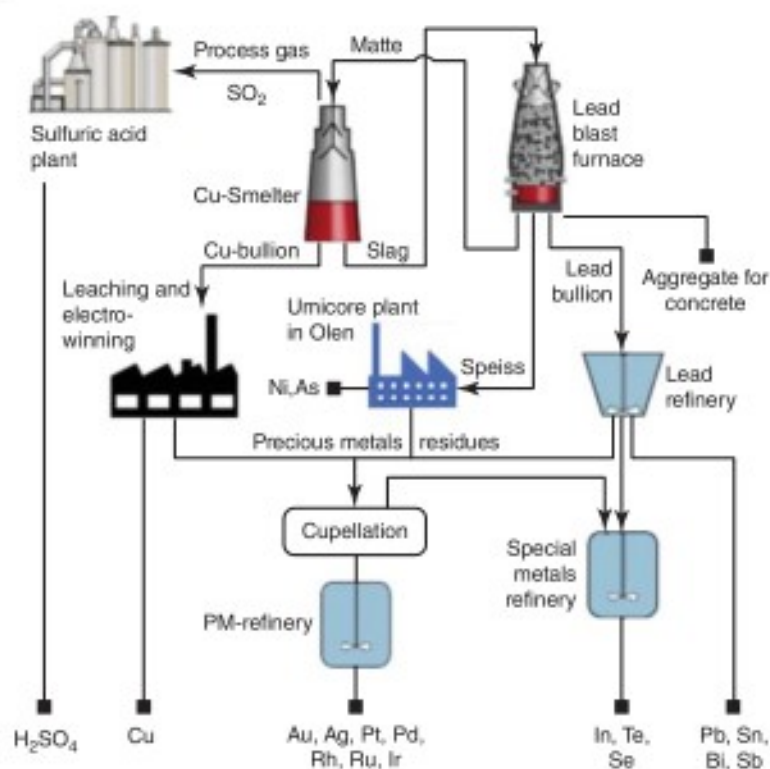 Process gas
SO₂
Matte
Sulfuric acid
plant
Lead
blast
furnace
Cu-Smelter
Cu-bullion
Slag
Lead
bullion
Aggregate for
concrete
Leaching and
electro-
winning
Umicore plant
in Olen
Speiss
Ni,As
Lead
refinery
Precious metals residues
Cupellation
Special
metals
refinery
PM-refinery
H₂SO₄
Cu
Au, Ag, Pt, Pd,
Rh, Ru, Ir
In, Te,
Se
Pb, Sn,
Bi, Sb